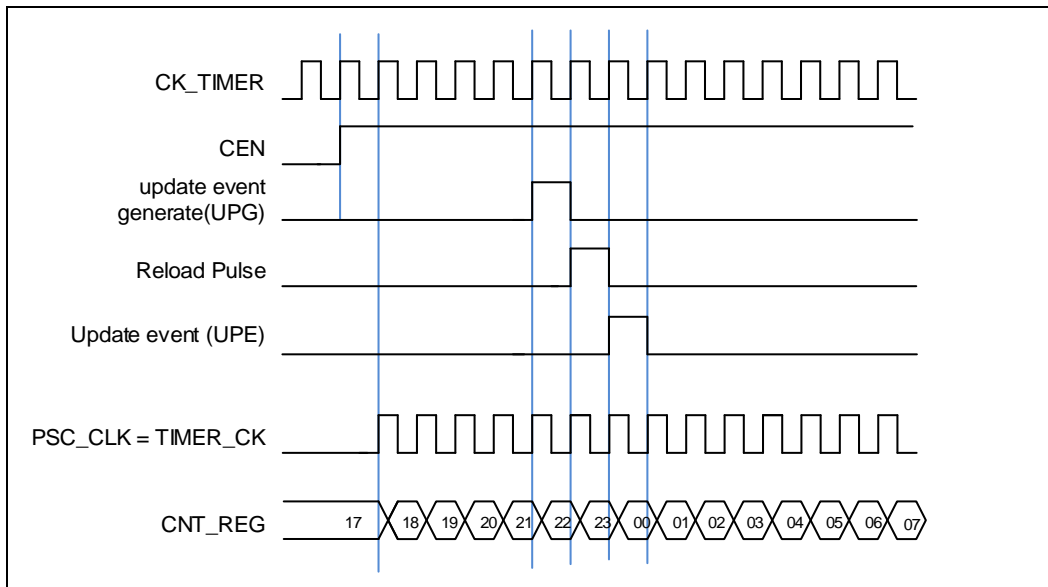 CK_TIMER
CEN
update event
generate(UPG)
Reload Pulse
Update event (UPE)
PSC_CLK = TIMER_CK
CNT_REG 17 18 19 20 21 22 23 00 01 02 03 04 05 06 07